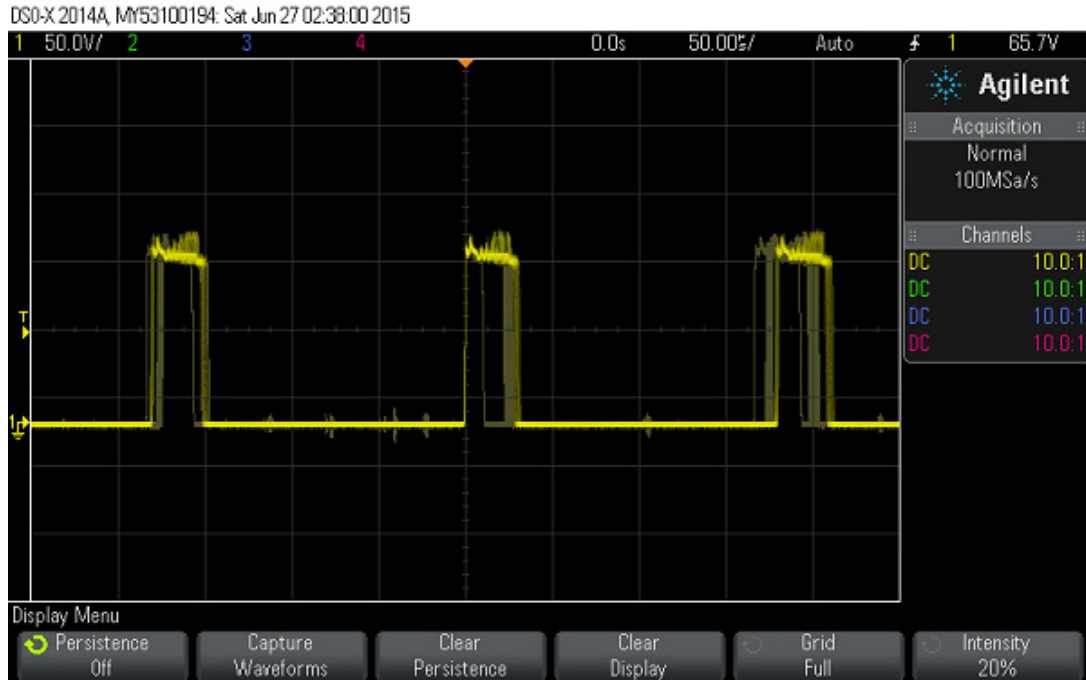 DSO-X 2014A, MY53100194: Sat Jun 27 02:38:00 2015
1 50.0V/ 2 3 4 0.0s 50.00s/ Auto 1 65.7V
Agilent
Acquisition
Normal
100MSa/s
Channels
DC 10.0:1
DC 10.0:1
DC 10.0:1
DC 10.0:1
T
1
Display Menu
Persistence
Off
Capture
Waveforms
Clear
Persistence
Clear
Display
Grid
Full
Intensity
20%